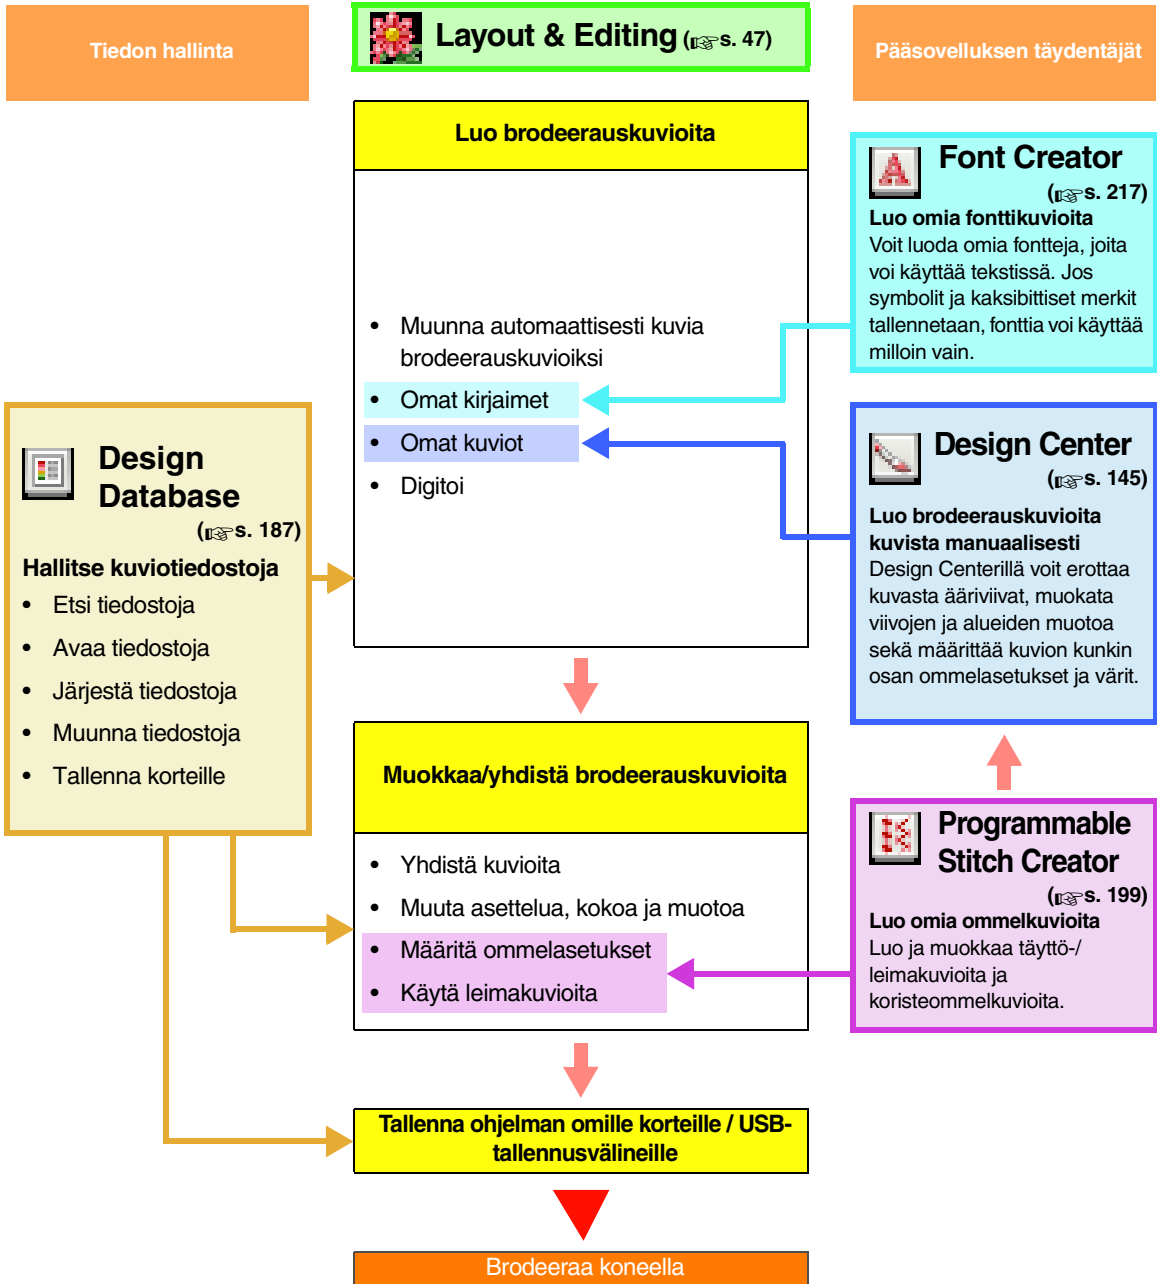 Tiedon hallinta
Layout & Editing (☞s. 47)
Pääsovelluksen täydentäjät
Luo brodeerauskuvioita
• Muunna automaattisesti kuvia
brodeerauskuvioiksi
• Omat kirjaimet
• Omat kuviot
• Digitoi
Font Creator
(☞s. 217)
Luo omia fonttikuvioita
Voit luoda omia fontteja, joita
voi käyttää tekstissä. Jos
symbolit ja kaksibittiset merkit
tallennetaan, fonttia voi käyttää
milloin vain.
Design
Database
(☞s. 187)
Hallitse kuviotiedostoja
• Etsi tiedostoja
• Avaa tiedostoja
• Järjestä tiedostoja
• Muunna tiedostoja
• Tallenna korteille
Design Center
(☞s. 145)
Luo brodeerauskuvioita
kuvista manuaalisesti
Design Centerillä voit erottaa
kuvasta ääriviivat, muokata
viivojen ja alueiden muotoa
sekä määrittää kuvion kunkin
osan ommelasetukset ja värit.
Muokkaa/yhdistä brodeerauskuvioita
• Yhdistä kuvioita
• Muuta asettelua, kokoa ja muotoa
• Määritä ommelasetukset
• Käytä leimakuvioita
Programmable
Stitch Creator
(☞s. 199)
Luo omia ommelkuvioita
Luo ja muokkaa täyttö-/
leimakuvioita ja
koristeommelkuvioita.
Tallenna ohjelman omille korteille / USB-
tallennusvälineille
Brodeeraa koneella